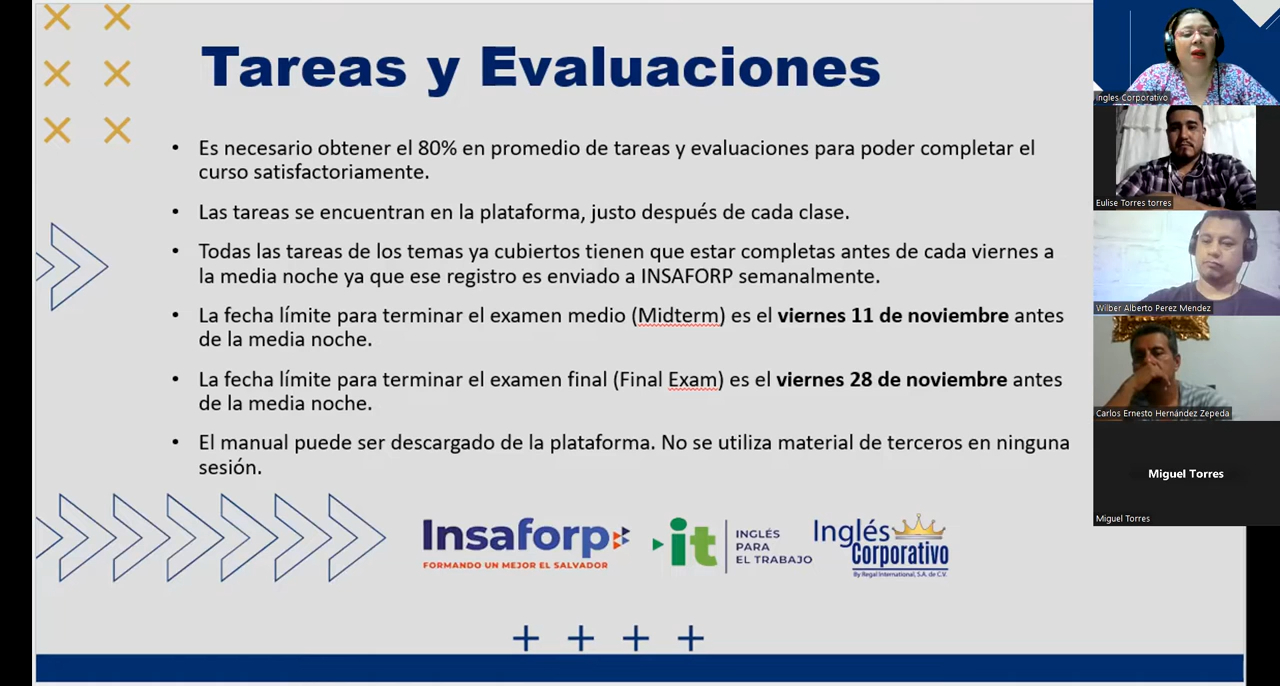 Tareas y Evaluaciones
• Es necesario obtener el 80% en promedio de tareas y evaluaciones para poder completar el
curso satisfactoriamente.
• Las tareas se encuentran en la plataforma, justo después de cada clase.
• Todas las tareas de los temas ya cubiertos tienen que estar completas antes de cada viernes a
la media noche ya que ese registro es enviado a INSAFORP semanalmente.
• La fecha límite para terminar el examen medio (Midterm) es el viernes 11 de noviembre antes
de la media noche.
• La fecha límite para terminar el examen final (Final Exam) es el viernes 28 de noviembre antes
de la media noche.
• El manual puede ser descargado de la plataforma. No se utiliza material de terceros en ninguna
sesión.
Insaforp
FORMANDO UN MEJOR EL SALVADOR
it
INGLÉS
PARA
EL TRABAJO
Inglés
Corporativo
By Regal International, S.A. de C.V.
Ingles Corporativo
Eulise Torres torres
Wilber Alberto Perez Mendez
Carlos Ernesto Hernández Zepeda
Miguel Torres
Miguel Torres